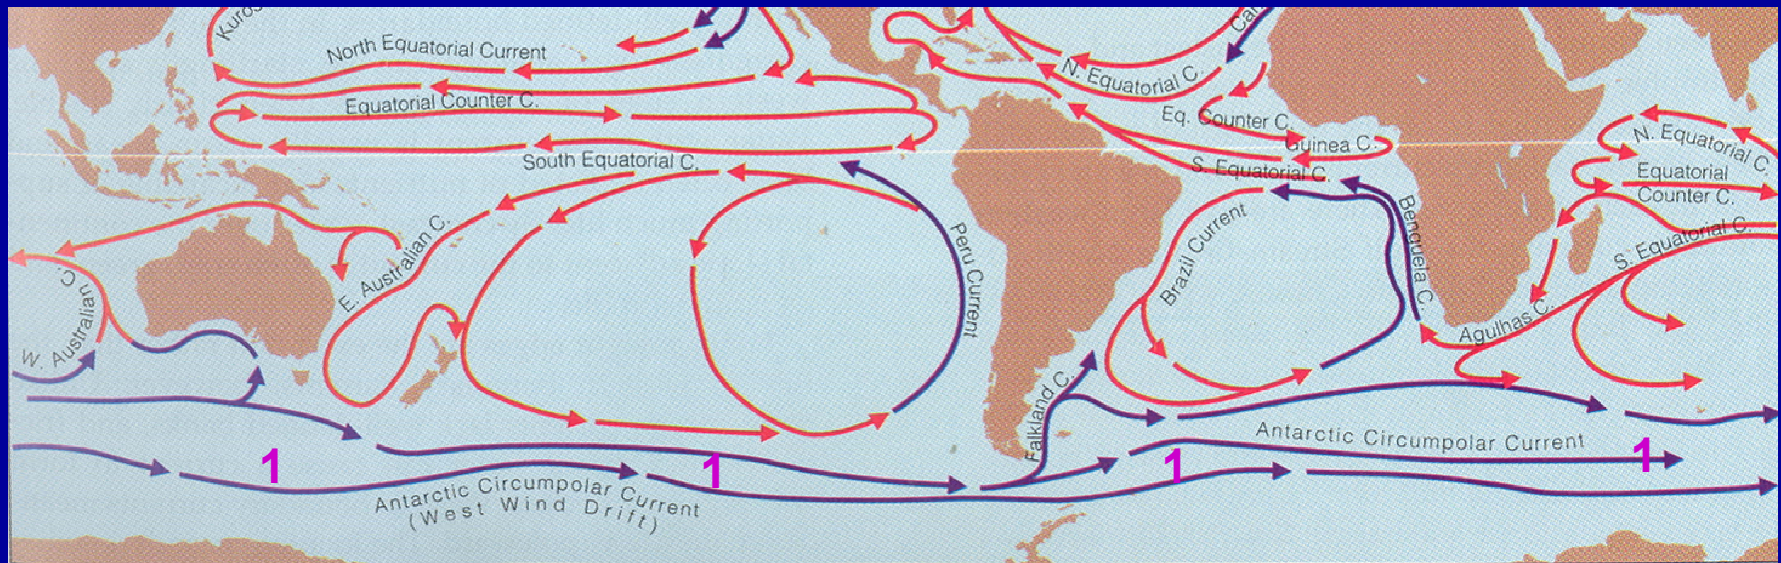 Kuros
North Equatorial Current
Equatorial Counter C.
South Equatorial C.
E. Australian C.
W. Australian C.
Peru Current
N. Equatorial C.
Eq. Counter C.
Guinea C.
S. Equatorial C.
Brazil Current
Benguela C.
Falkland C.
Agulhas C.
N. Equatorial C.
Equatorial
Counter C.
S. Equatorial C.
Antarctic Circumpolar Current
(West Wind Drift)
Antarctic Circumpolar Current
1
1
1
1